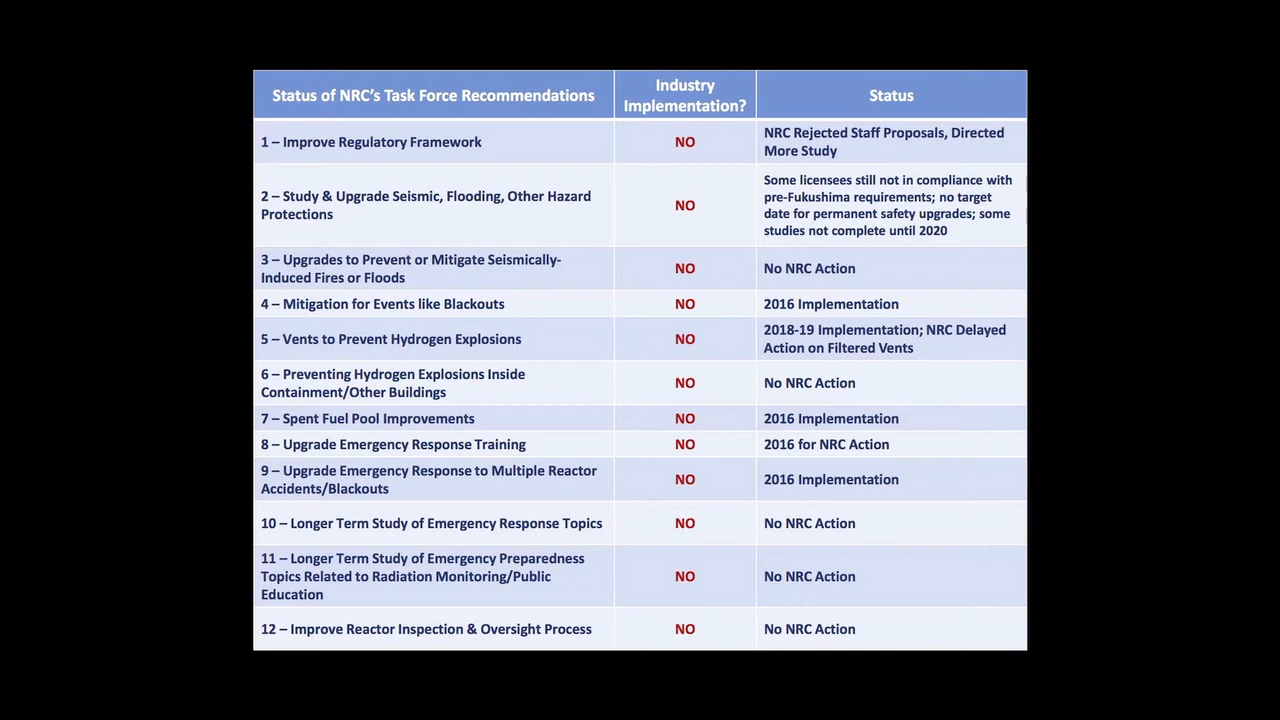 Status of NRC's Task Force Recommendations
Industry
Implementation?
Status
1 – Improve Regulatory Framework
NO
NRC Rejected Staff Proposals, Directed
More Study
2 – Study & Upgrade Seismic, Flooding, Other Hazard
Protections
NO
Some licensees still not in compliance with
pre-Fukushima requirements; no target
date for permanent safety upgrades; some
studies not complete until 2020
3 – Upgrades to Prevent or Mitigate Seismically-
Induced Fires or Floods
NO
No NRC Action
4 – Mitigation for Events like Blackouts
NO
2016 Implementation
5 – Vents to Prevent Hydrogen Explosions
NO
2018-19 Implementation; NRC Delayed
Action on Filtered Vents
6 – Preventing Hydrogen Explosions Inside
Containment/Other Buildings
NO
No NRC Action
7 – Spent Fuel Pool Improvements
NO
2016 Implementation
8 – Upgrade Emergency Response Training
NO
2016 for NRC Action
9 – Upgrade Emergency Response to Multiple Reactor
Accidents/Blackouts
NO
2016 Implementation
10 – Longer Term Study of Emergency Response Topics
NO
No NRC Action
11 – Longer Term Study of Emergency Preparedness
Topics Related to Radiation Monitoring/Public
Education
NO
No NRC Action
12 – Improve Reactor Inspection & Oversight Process
NO
No NRC Action